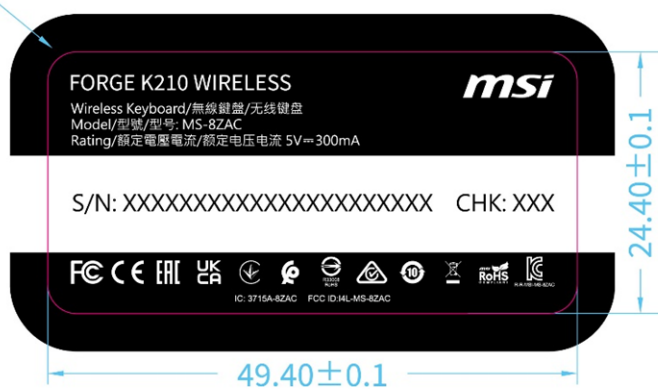 FORGE K210 WIRELESS
msi
Wireless Keyboard/無線鍵盤/无线键盘
Model/型號/型号: MS-8ZAC
Rating/額定電壓電流/额定电压电流 5V⎓300mA
S/N: XXXXXXXXXXXXXXXXXXXXXX CHK: XXX
FC CE EAC UK CA 10 RoHS
IC: 3715A-8ZAC FCC ID:I4L-MS-8ZAC
24.40±0.1
49.40±0.1